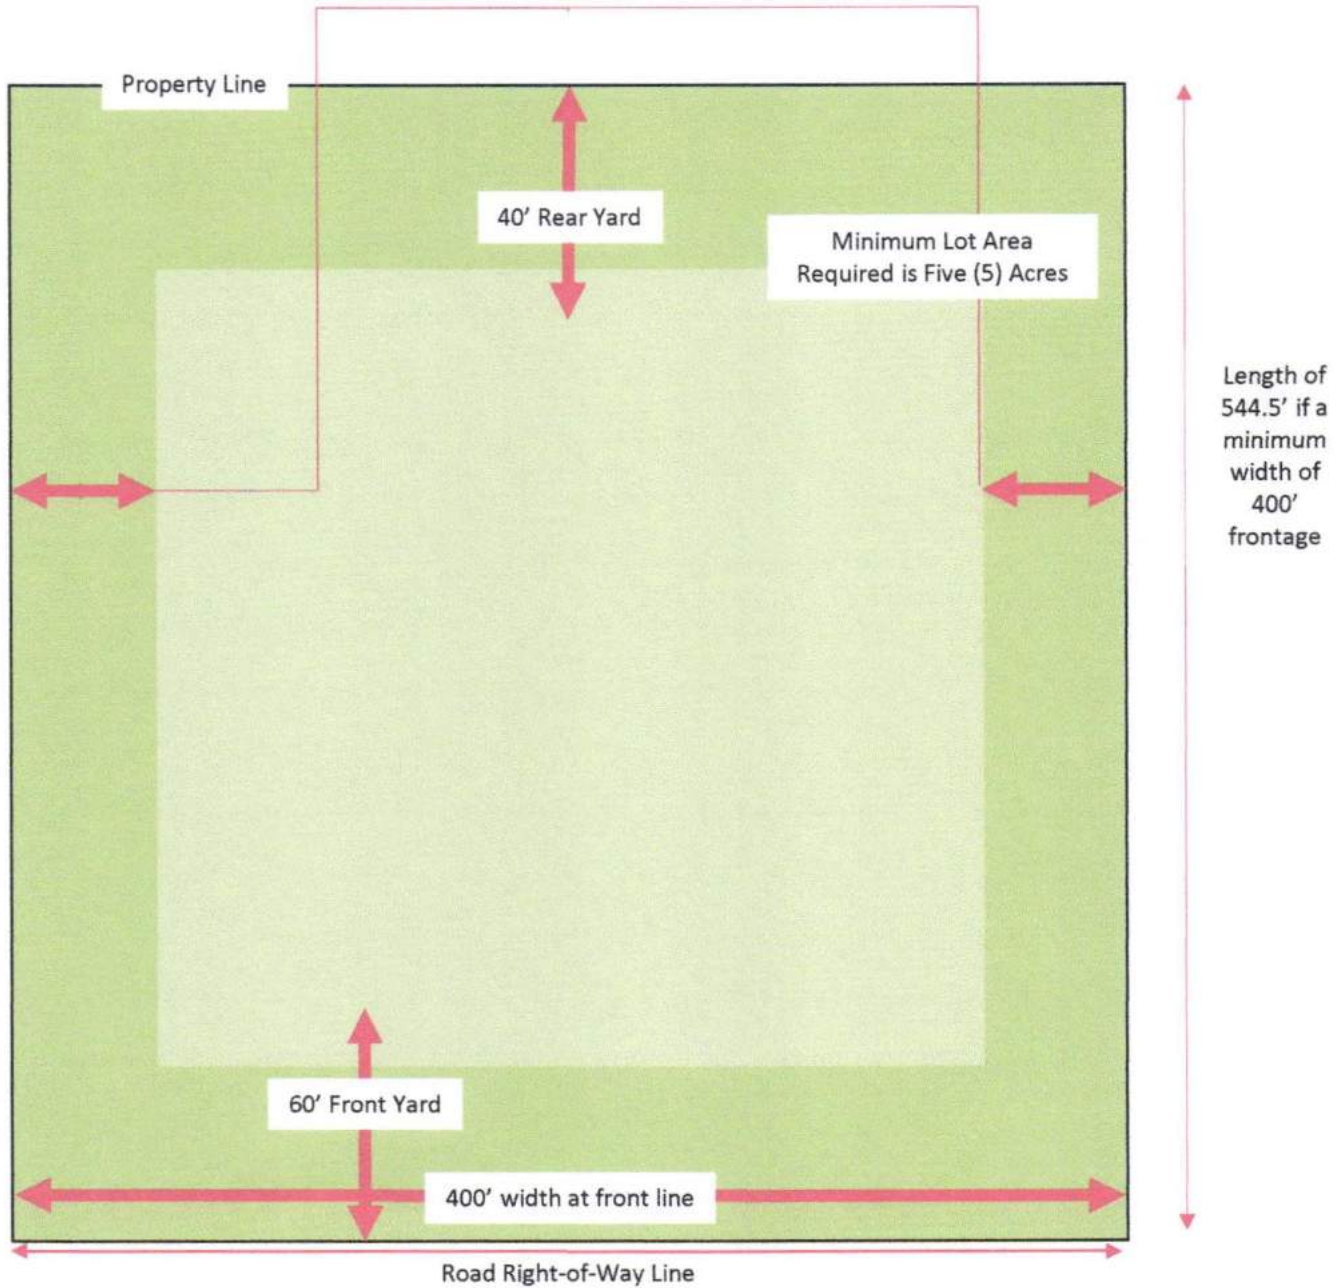 Property Line
40’ Rear Yard
Minimum Lot Area
Required is Five (5) Acres
Length of
544.5’ if a
minimum
width of
400’
frontage
60’ Front Yard
400’ width at front line
Road Right-of-Way Line